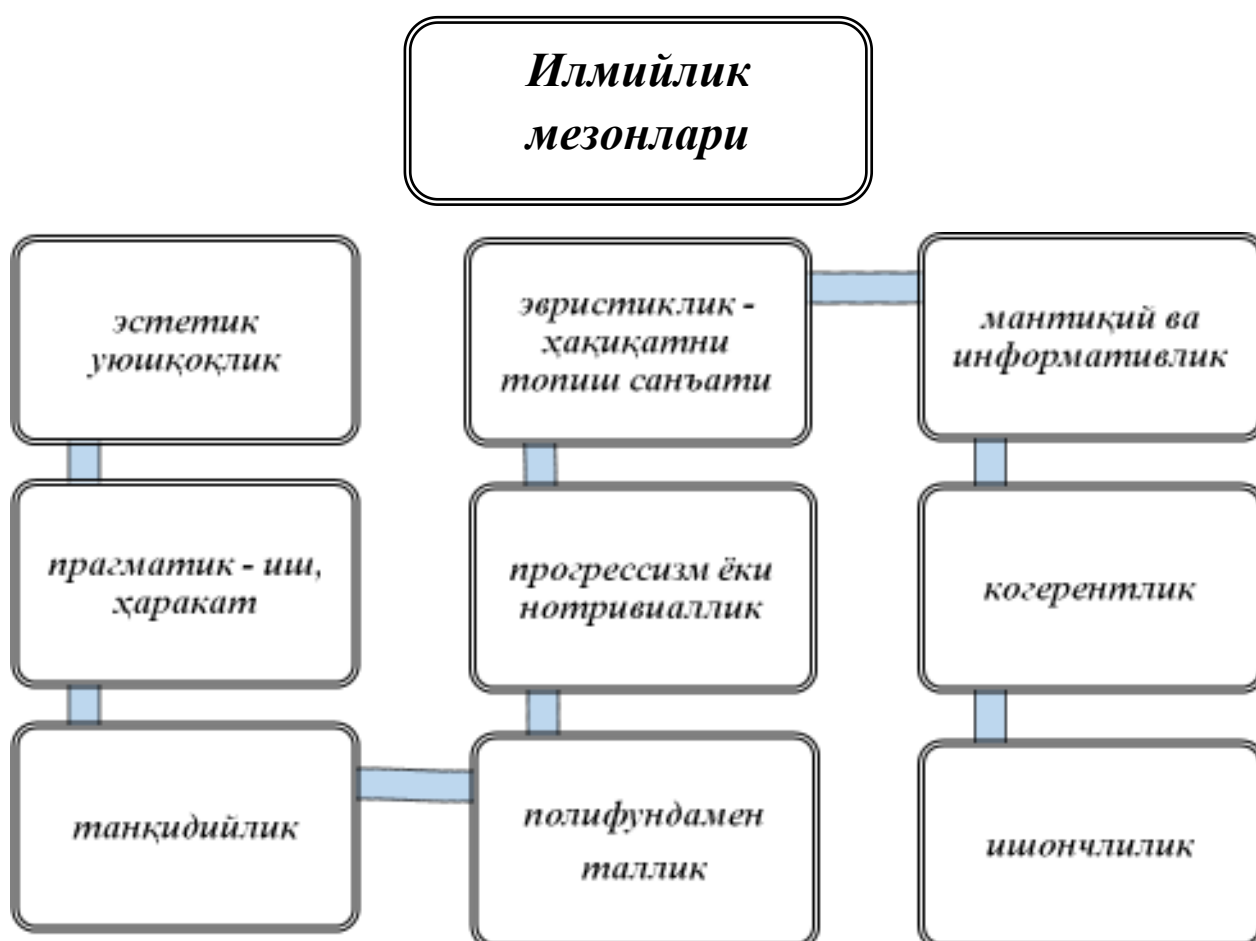 Илмийлик
мезонлари
эстетик
уюшқоқлик
прагматик - иш,
ҳаракат
танқидийлик
полифундамен
таллик
прогрессизм ёки
нотривиаллик
эвристиклик -
ҳақиқатни
топиш санъати
мантиқий ва
информативлик
когерентлик
ишончлилик